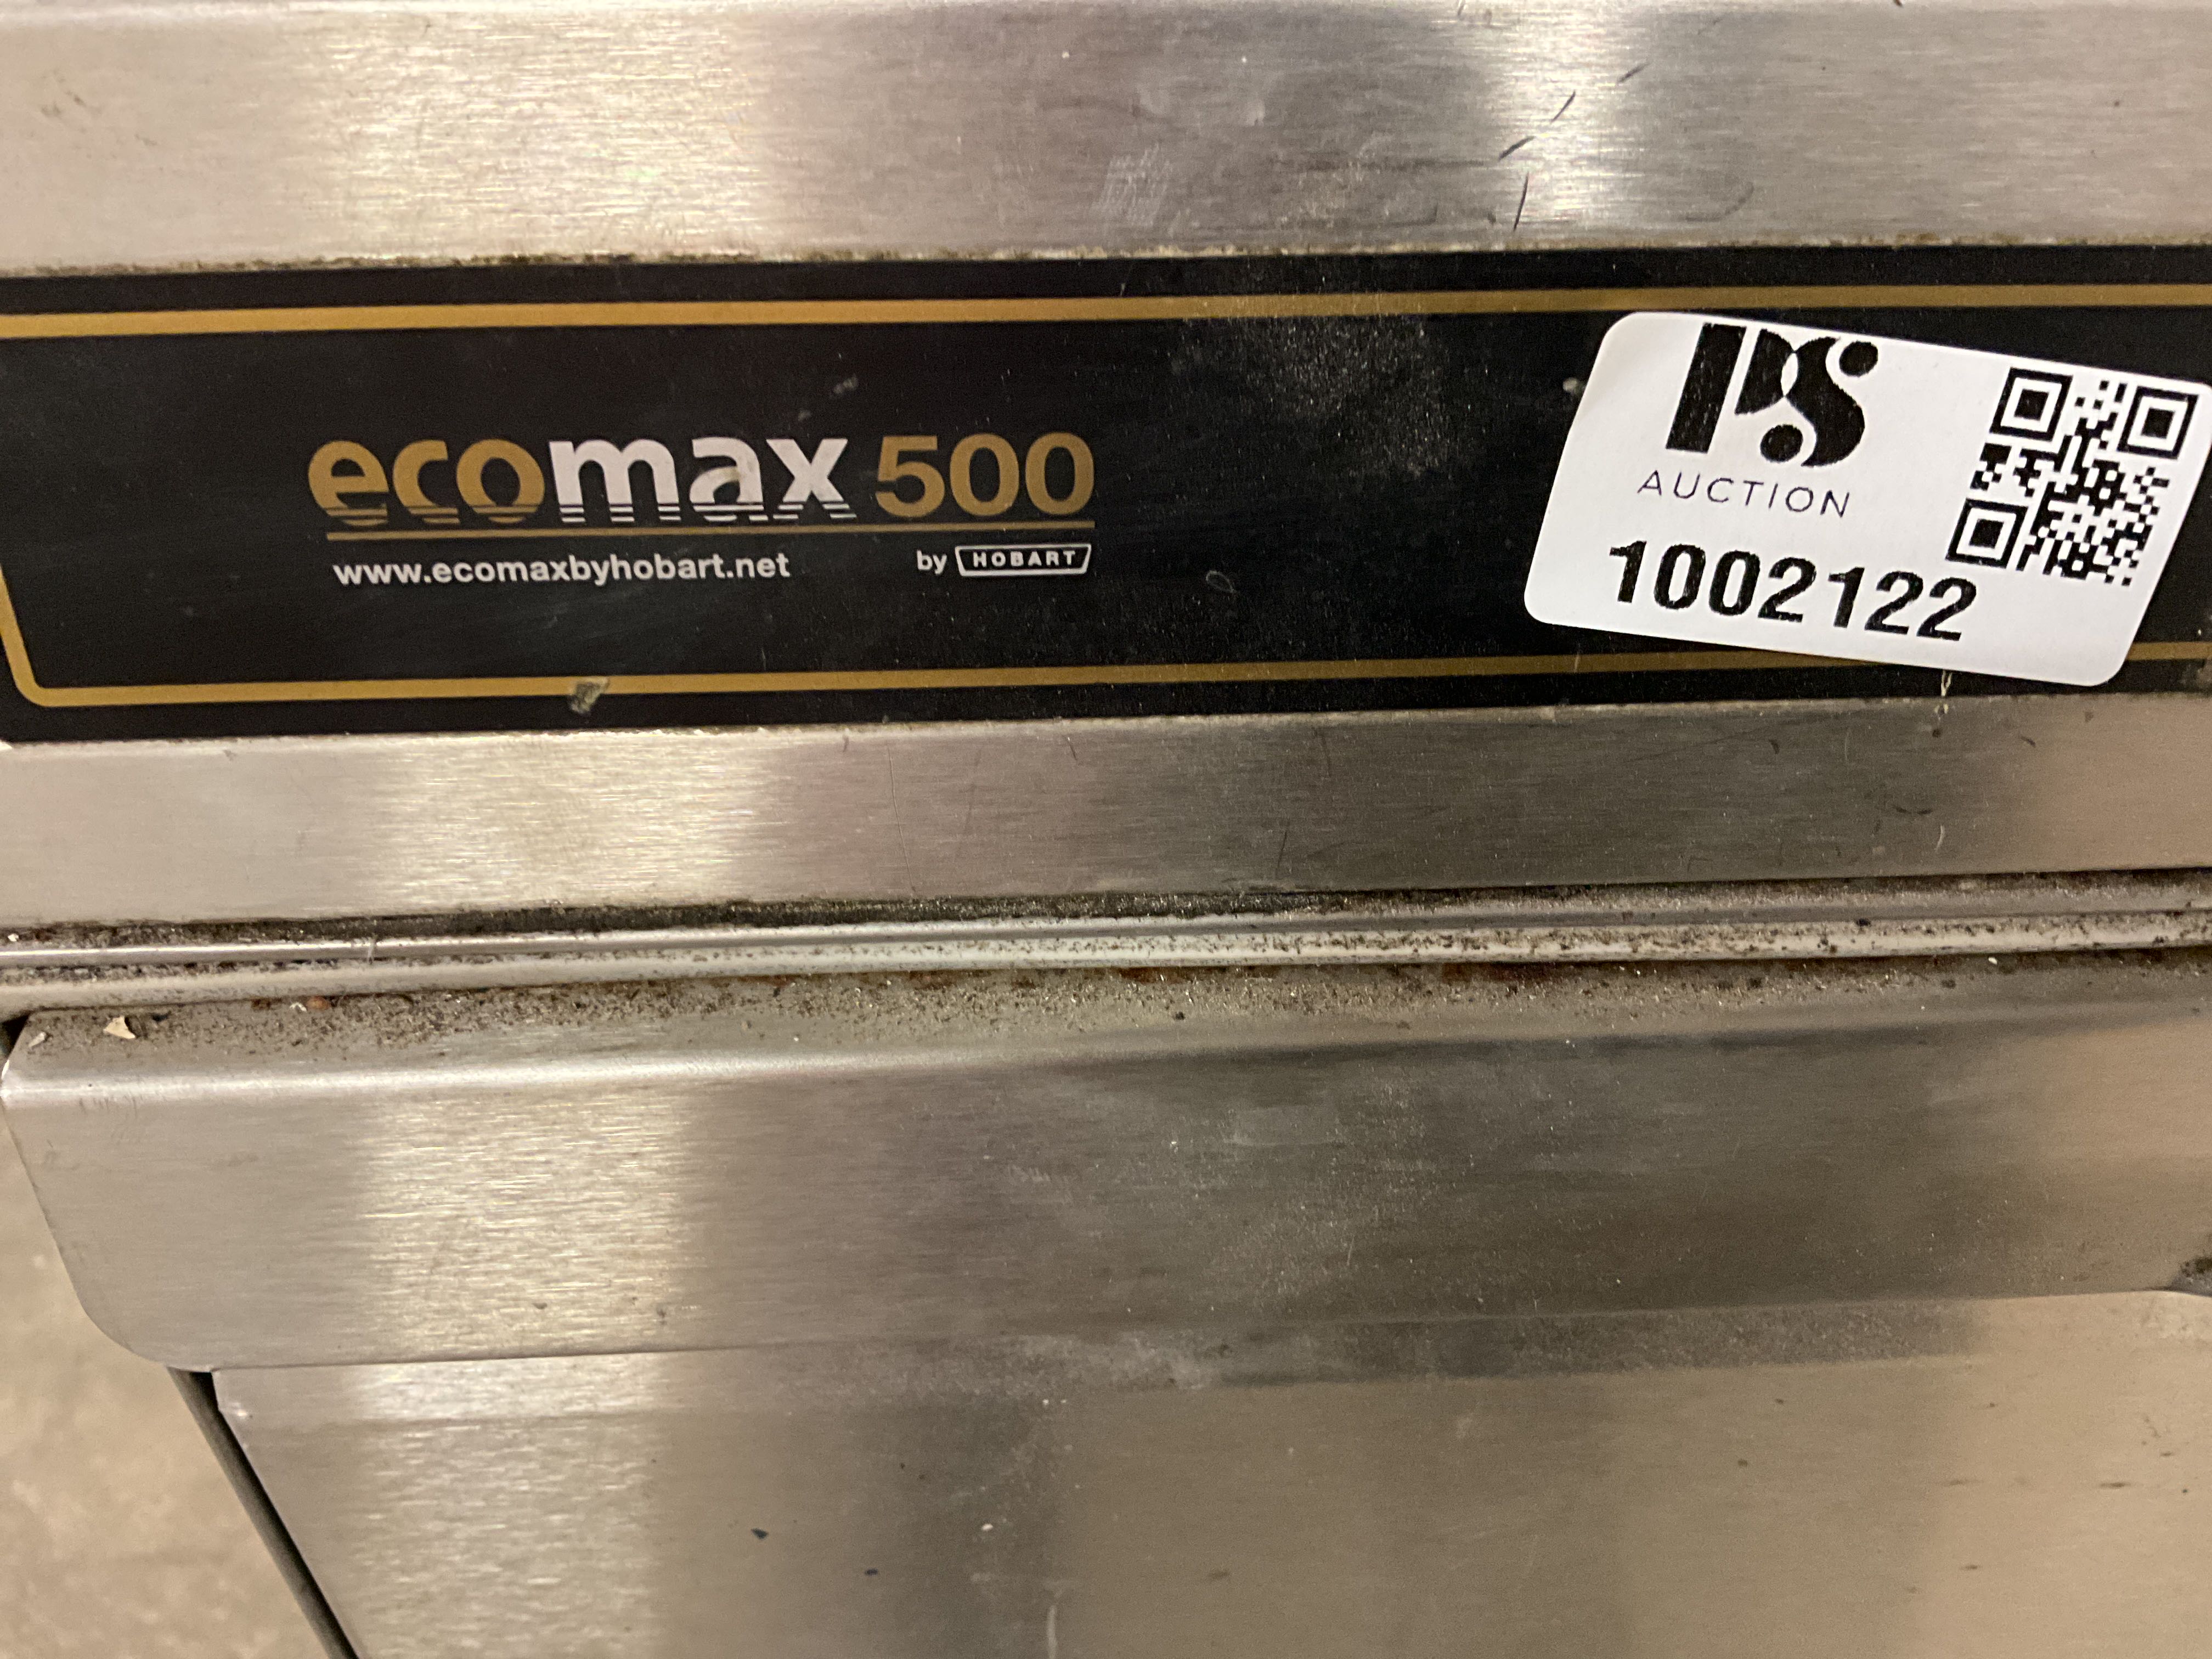 ecomax 500
www.ecomaxbyhobart.net by HOBART
PS
AUCTION
1002122